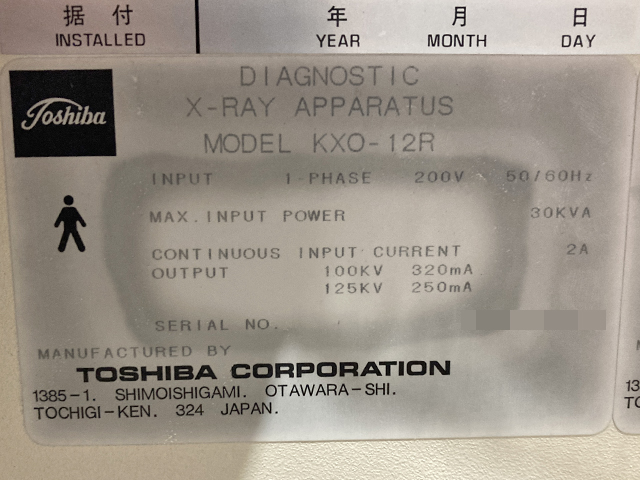 据付 年 月 日
INSTALLED YEAR MONTH DAY
Toshiba
DIAGNOSTIC
X-RAY APPARATUS
MODEL KXO-12R
INPUT 1-PHASE 200V 50/60Hz
MAX. INPUT POWER 30KVA
CONTINUOUS INPUT CURRENT 2A
OUTPUT 100KV 320mA
125KV 250mA
SERIAL NO.
MANUFACTURED BY
TOSHIBA CORPORATION
1385-1. SHIMOISHIGAMI. OTAWARA-SHI.
TOCHIGI-KEN. 324 JAPAN.